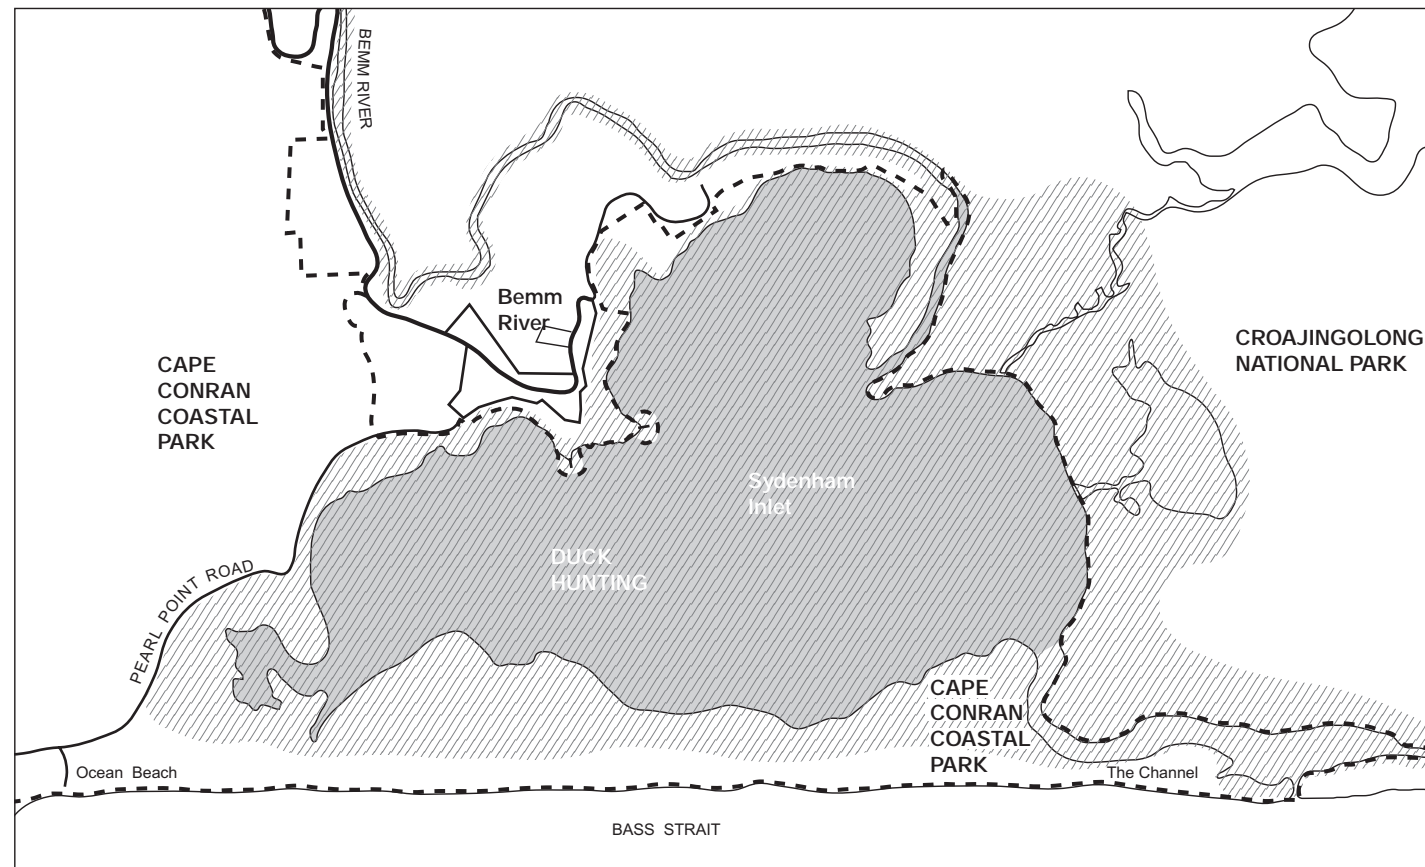 BEMM RIVER
Bemm
River
CAPE
CONRAN
COASTAL
PARK
CROAJINGOLONG
NATIONAL PARK
Sydenham
Inlet
DUCK
HUNTING
PEARL POINT ROAD
CAPE
CONRAN
COASTAL
PARK
Ocean Beach
The Channel
BASS STRAIT